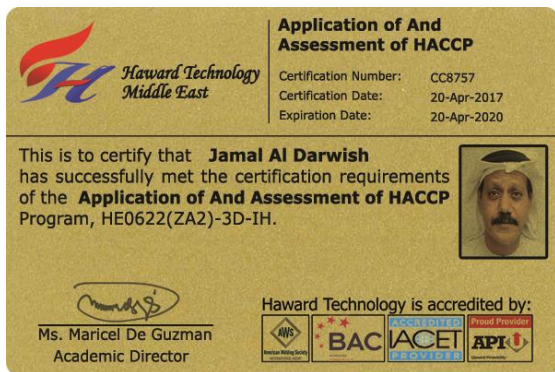 Haward Technology
Middle East
Application of And
Assessment of HACCP
Certification Number: CC8757
Certification Date: 20-Apr-2017
Expiration Date: 20-Apr-2020
This is to certify that Jamal Al Darwish
has successfully met the certification requirements
of the Application of And Assessment of HACCP
Program, HE0622(ZA2)-3D-IH.
Ms. Maricel De Guzman
Academic Director
Haward Technology is accredited by:
AWS
American Welding Society
BAC
ACCREDITED
IACET
PROVIDER
Proud Provider
API U